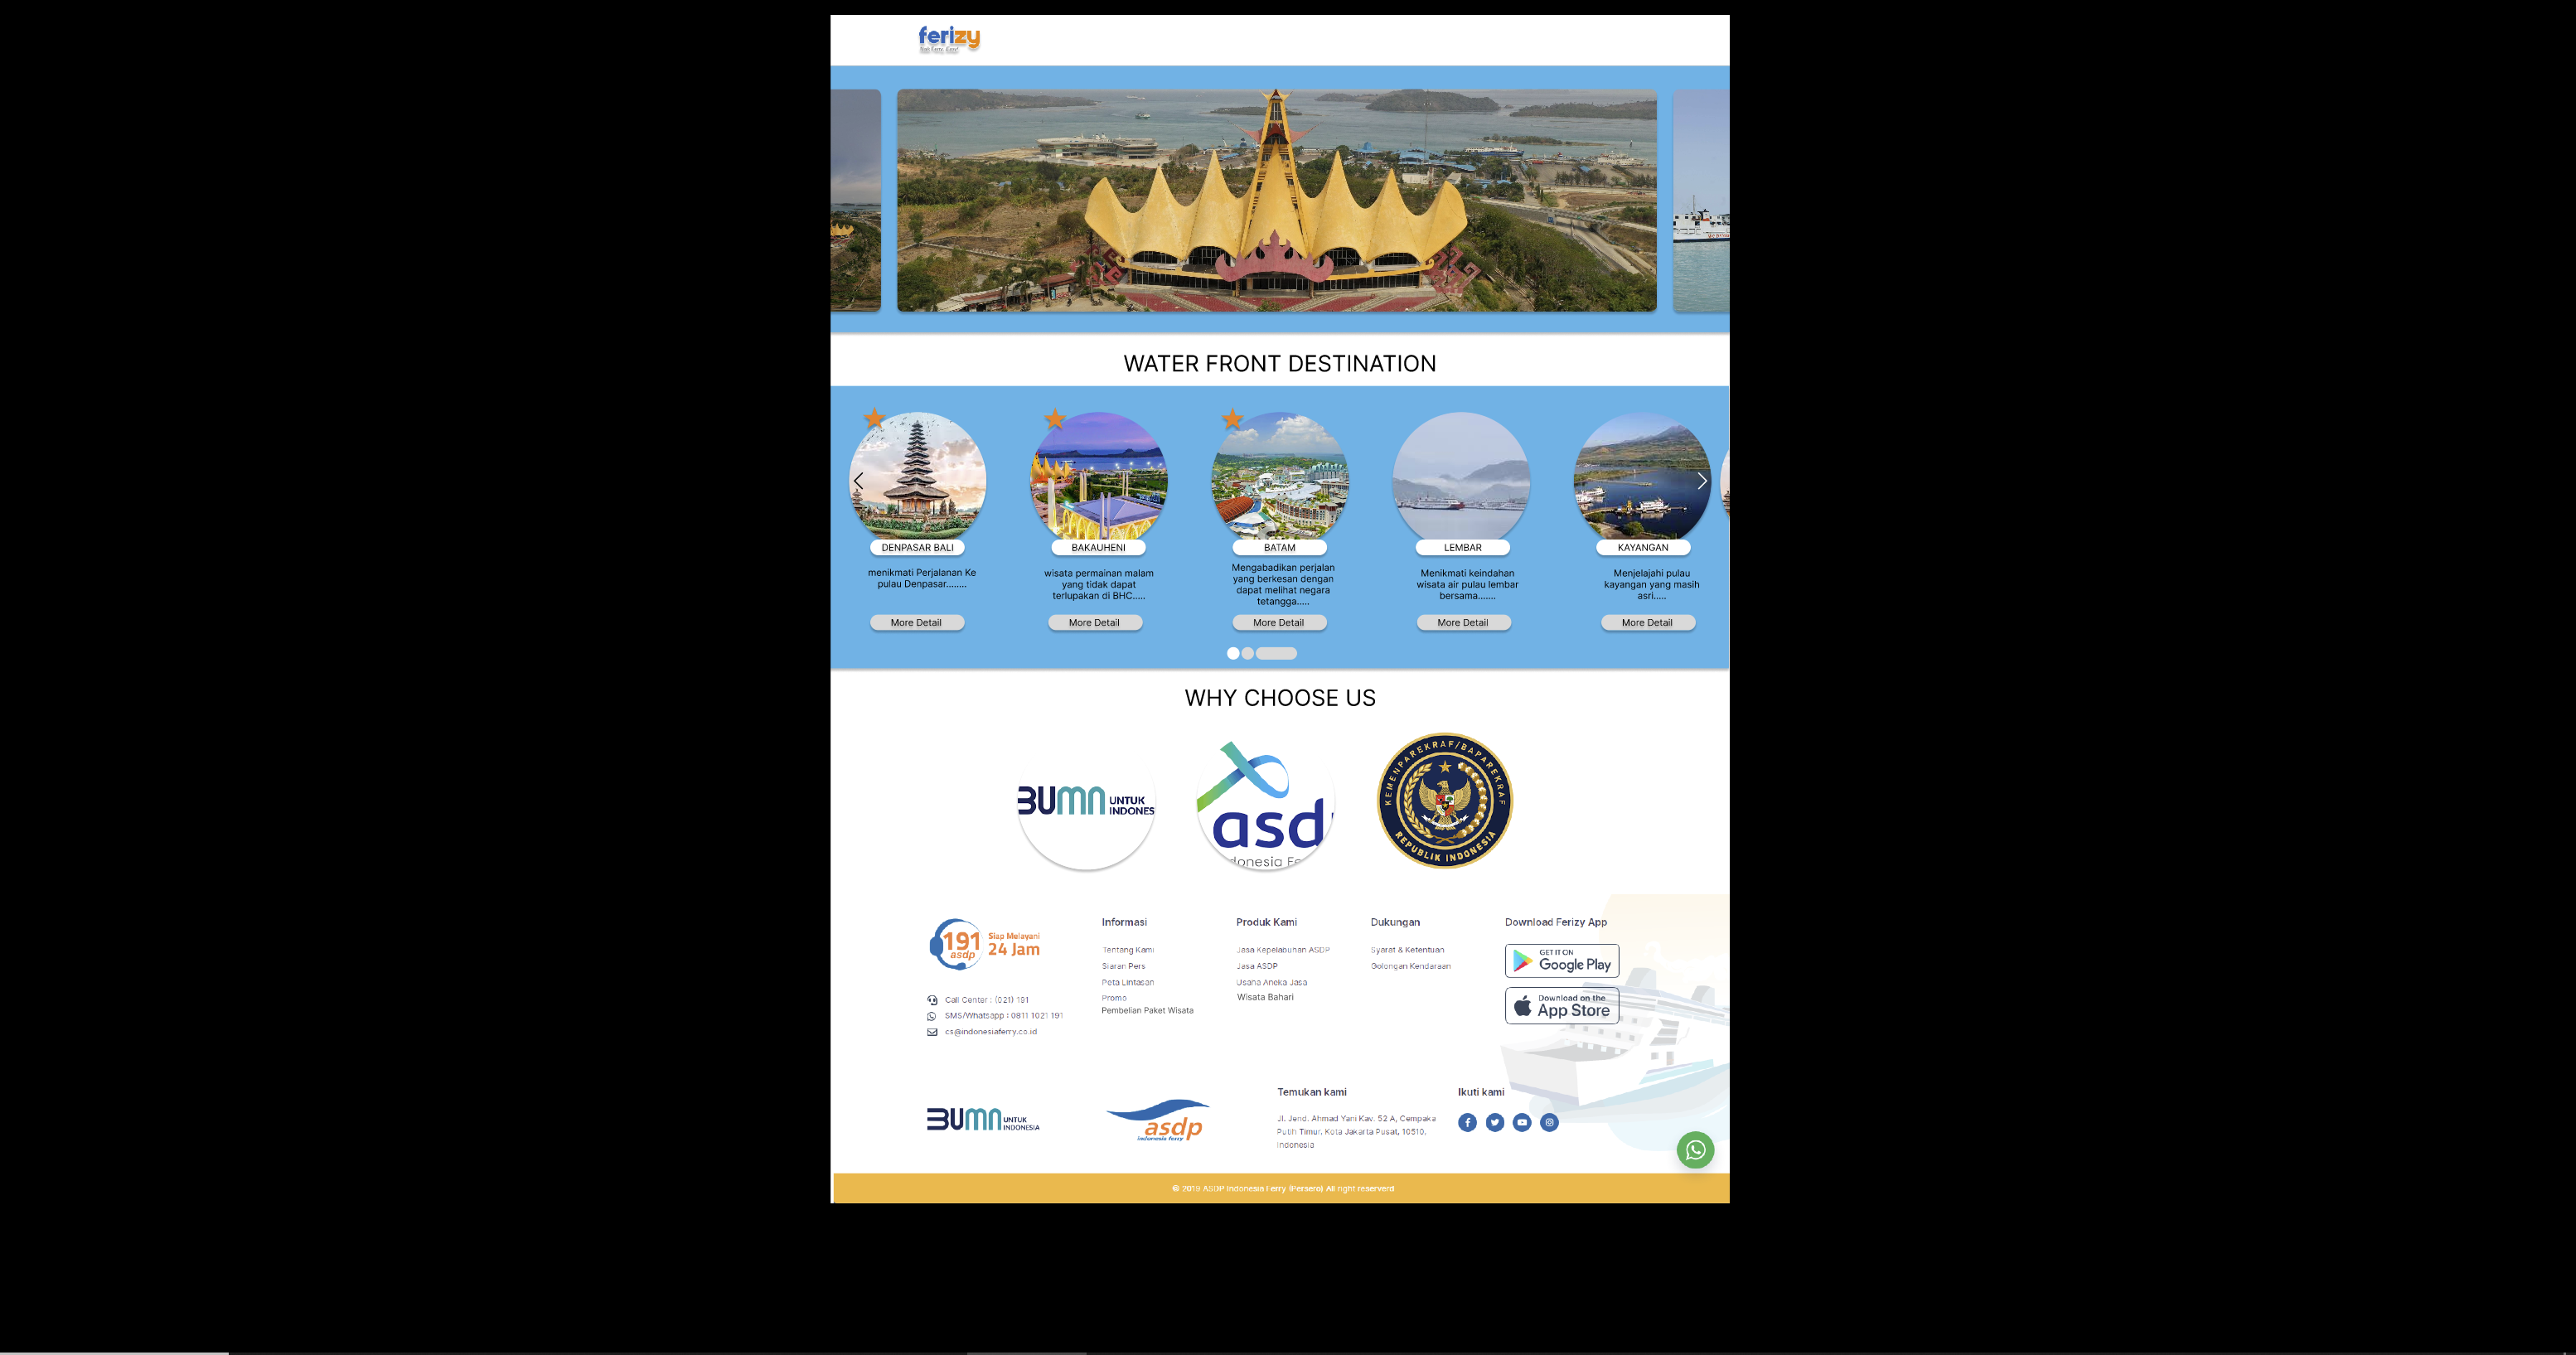 ferizy
WATER FRONT DESTINATION
DENPASAR BALI
BAKAUHENI
BATAM
LEMBAR
KAYANGAN
menikmati Perjalanan Ke
pulau Denpasar........
wisata permainan malam
yang tidak dapat
terlupakan di BHC.....
Mengabadikan perjalan
yang berkesan dengan
dapat melihat negara
tetangga.....
Menikmati keindahan
wisata air pulau lembar
bersama.......
Menjelajahi pulau
kayangan yang masih
asri.....
More Detail
More Detail
More Detail
More Detail
More Detail
WHY CHOOSE US
BUMN UNTUK
INDONES
asd
donesia Fe
KEMENPAREKRAF/BAPAREKRAF
REPUBLIK INDONESIA
191
asdp
Siap Melayani
24 Jam
Call Center : (021) 191
SMS/Whatsapp : 0811 1021 191
cs@indonesiaferry.co.id
Informasi
Tentang Kami
Siaran Pers
Peta Lintasan
Promo
Pembelian Paket Wisata
Produk Kami
Jasa Kepelabuhan ASDP
Jasa ASDP
Usaha Aneka Jasa
Wisata Bahari
Dukungan
Syarat & Ketentuan
Golongan Kendaraan
Download Ferizy App
GET IT ON
Google Play
Download on the
App Store
BUMN UNTUK
INDONESIA
asdp
indonesia ferry
Temukan kami
Jl. Jend. Ahmad Yani Kav. 52 A, Cempaka
Putih Timur, Kota Jakarta Pusat, 10510,
Indonesia
Ikuti kami
© 2019 ASDP Indonesia Ferry (Persero) All right reserverd